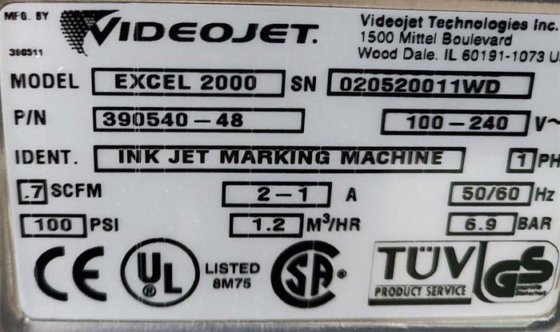 MFG. BY
VIDEOJET.
Videojet Technologies Inc.
1500 Mittel Boulevard
Wood Dale. IL 60191-1073 U
390511
MODEL EXCEL 2000 SN 020520011WD
P/N 390540-48 100-240 V~
IDENT. INK JET MARKING MACHINE 1 PH
.7 SCFM 2-1 A 50/60 Hz
100 PSI 1.2 M³/HR 6.9 BAR
CE UL ® LISTED 8M75 SA TÜV PRODUCT SERVICE GS